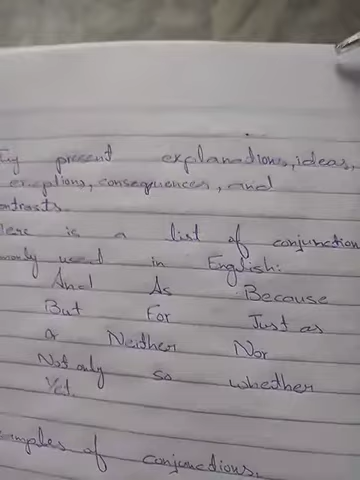 present explanations, ideas,
exceptions, consequences, and
contrasts.
Here is a list of conjunction
used in English:
And As Because
But For Just as
or Neither Nor
Not only so whether
Yet.
Examples of conjunctions.